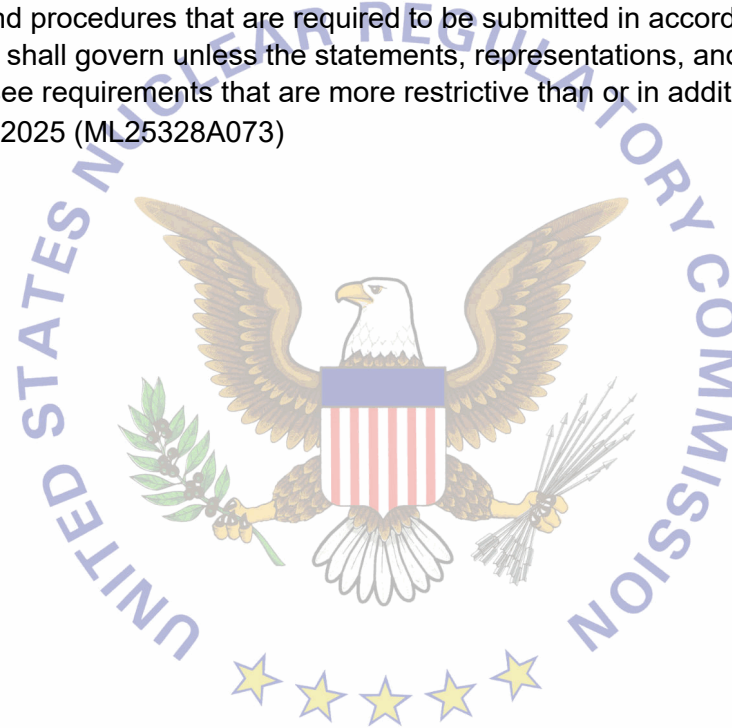 nd procedures that are required to be submitted in accord
shall govern unless the statements, representations, and
see requirements that are more restrictive than or in addit
2025 (ML25328A073)
UNITED STATES NUCLEAR REGULATORY COMMISSION